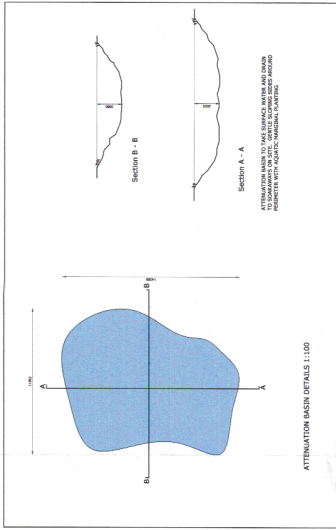 Section B - B
Section A - A
ATTENUATION BASIN TO TAKE SURFACE WATER AND DRAIN
TO SOAKAWAYS ON SITE. GENTLE SLOPING SIDES AROUND
PERIMETER WITH AQUATIC MARGINAL PLANTING
B
B
A
A
ATTENUATION BASIN DETAILS 1:100